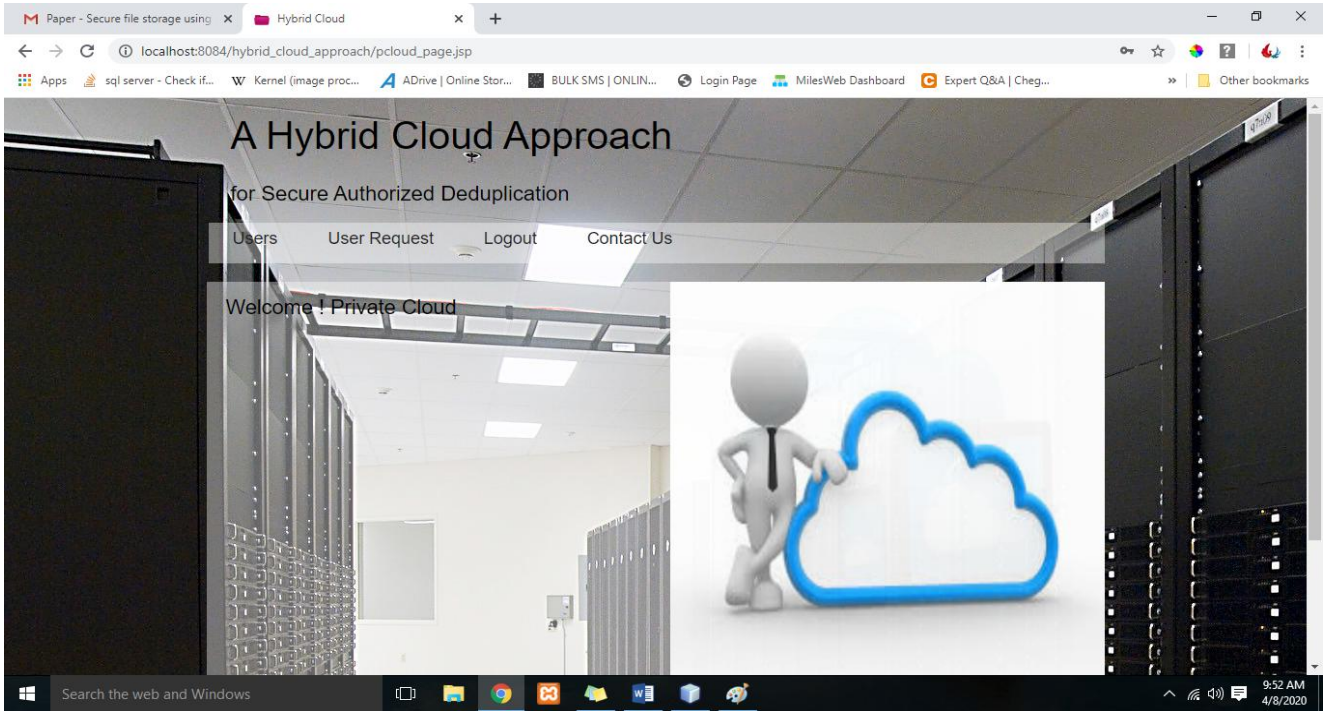 Paper - Secure file storage using
Hybrid Cloud
localhost:8084/hybrid_cloud_approach/pcloud_page.jsp
Apps sql server - Check if... Kernel (image proc... ADrive | Online Stor... BULK SMS | ONLIN... Login Page MilesWeb Dashboard Expert Q&A | Cheg... » Other bookmarks
A Hybrid Cloud Approach
for Secure Authorized Deduplication
Users User Request Logout Contact Us
Welcome ! Private Cloud
Search the web and Windows
9:52 AM
4/8/2020